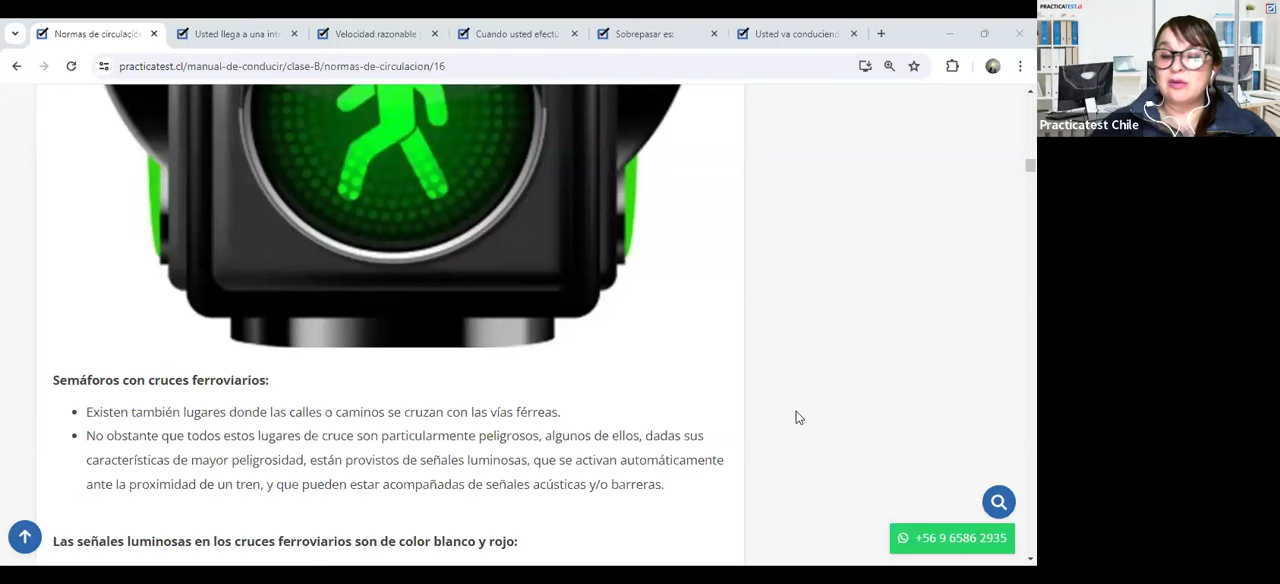 Normas de circulació
Usted llega a una inte
Velocidad razonable
Cuando usted efectu
Sobrepasar es:
Usted va conduciend
practicatest.cl/manual-de-conducir/clase-B/normas-de-circulacion/16
PRACTICATEST.cl
Practicatest Chile
Semáforos con cruces ferroviarios:
• Existen también lugares donde las calles o caminos se cruzan con las vías férreas.
• No obstante que todos estos lugares de cruce son particularmente peligrosos, algunos de ellos, dadas sus
características de mayor peligrosidad, están provistos de señales luminosas, que se activan automáticamente
ante la proximidad de un tren, y que pueden estar acompañadas de señales acústicas y/o barreras.
+56 9 6586 2935
Las señales luminosas en los cruces ferroviarios son de color blanco y rojo: